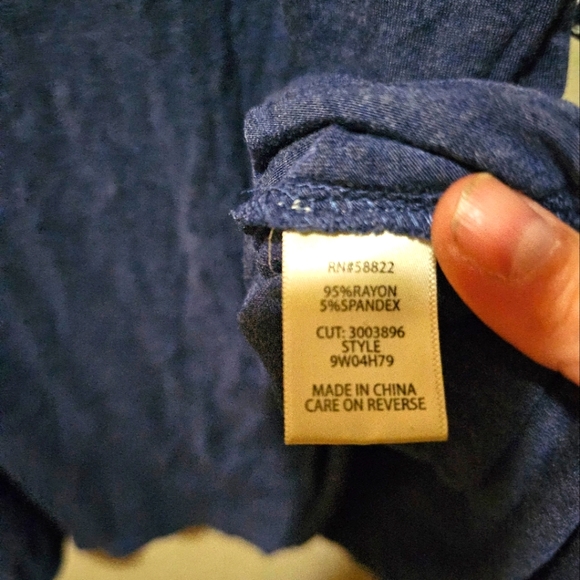 RN#58822
95%RAYON
5%SPANDEX
CUT: 3003896
STYLE
9W04H79
MADE IN CHINA
CARE ON REVERSE